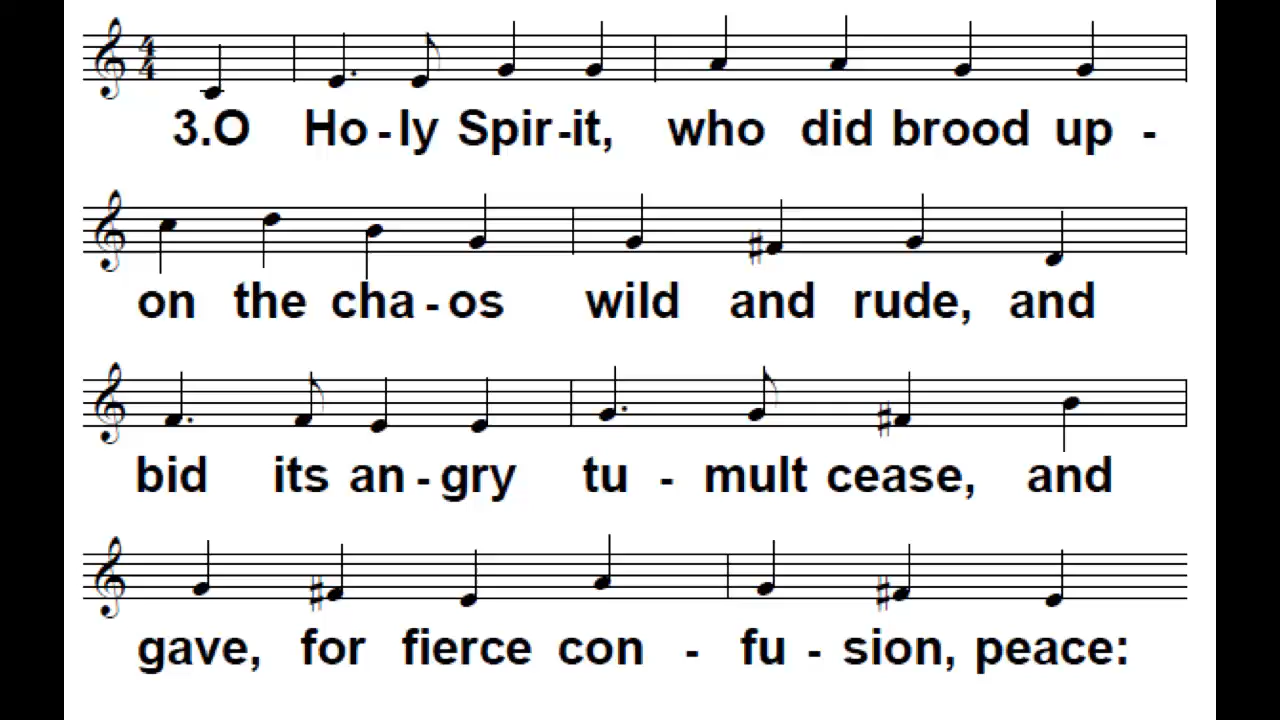 3.O Ho - ly Spir - it, who did brood up -
on the cha - os wild and rude, and
bid its an - gry tu - mult cease, and
gave, for fierce con - fu - sion, peace: